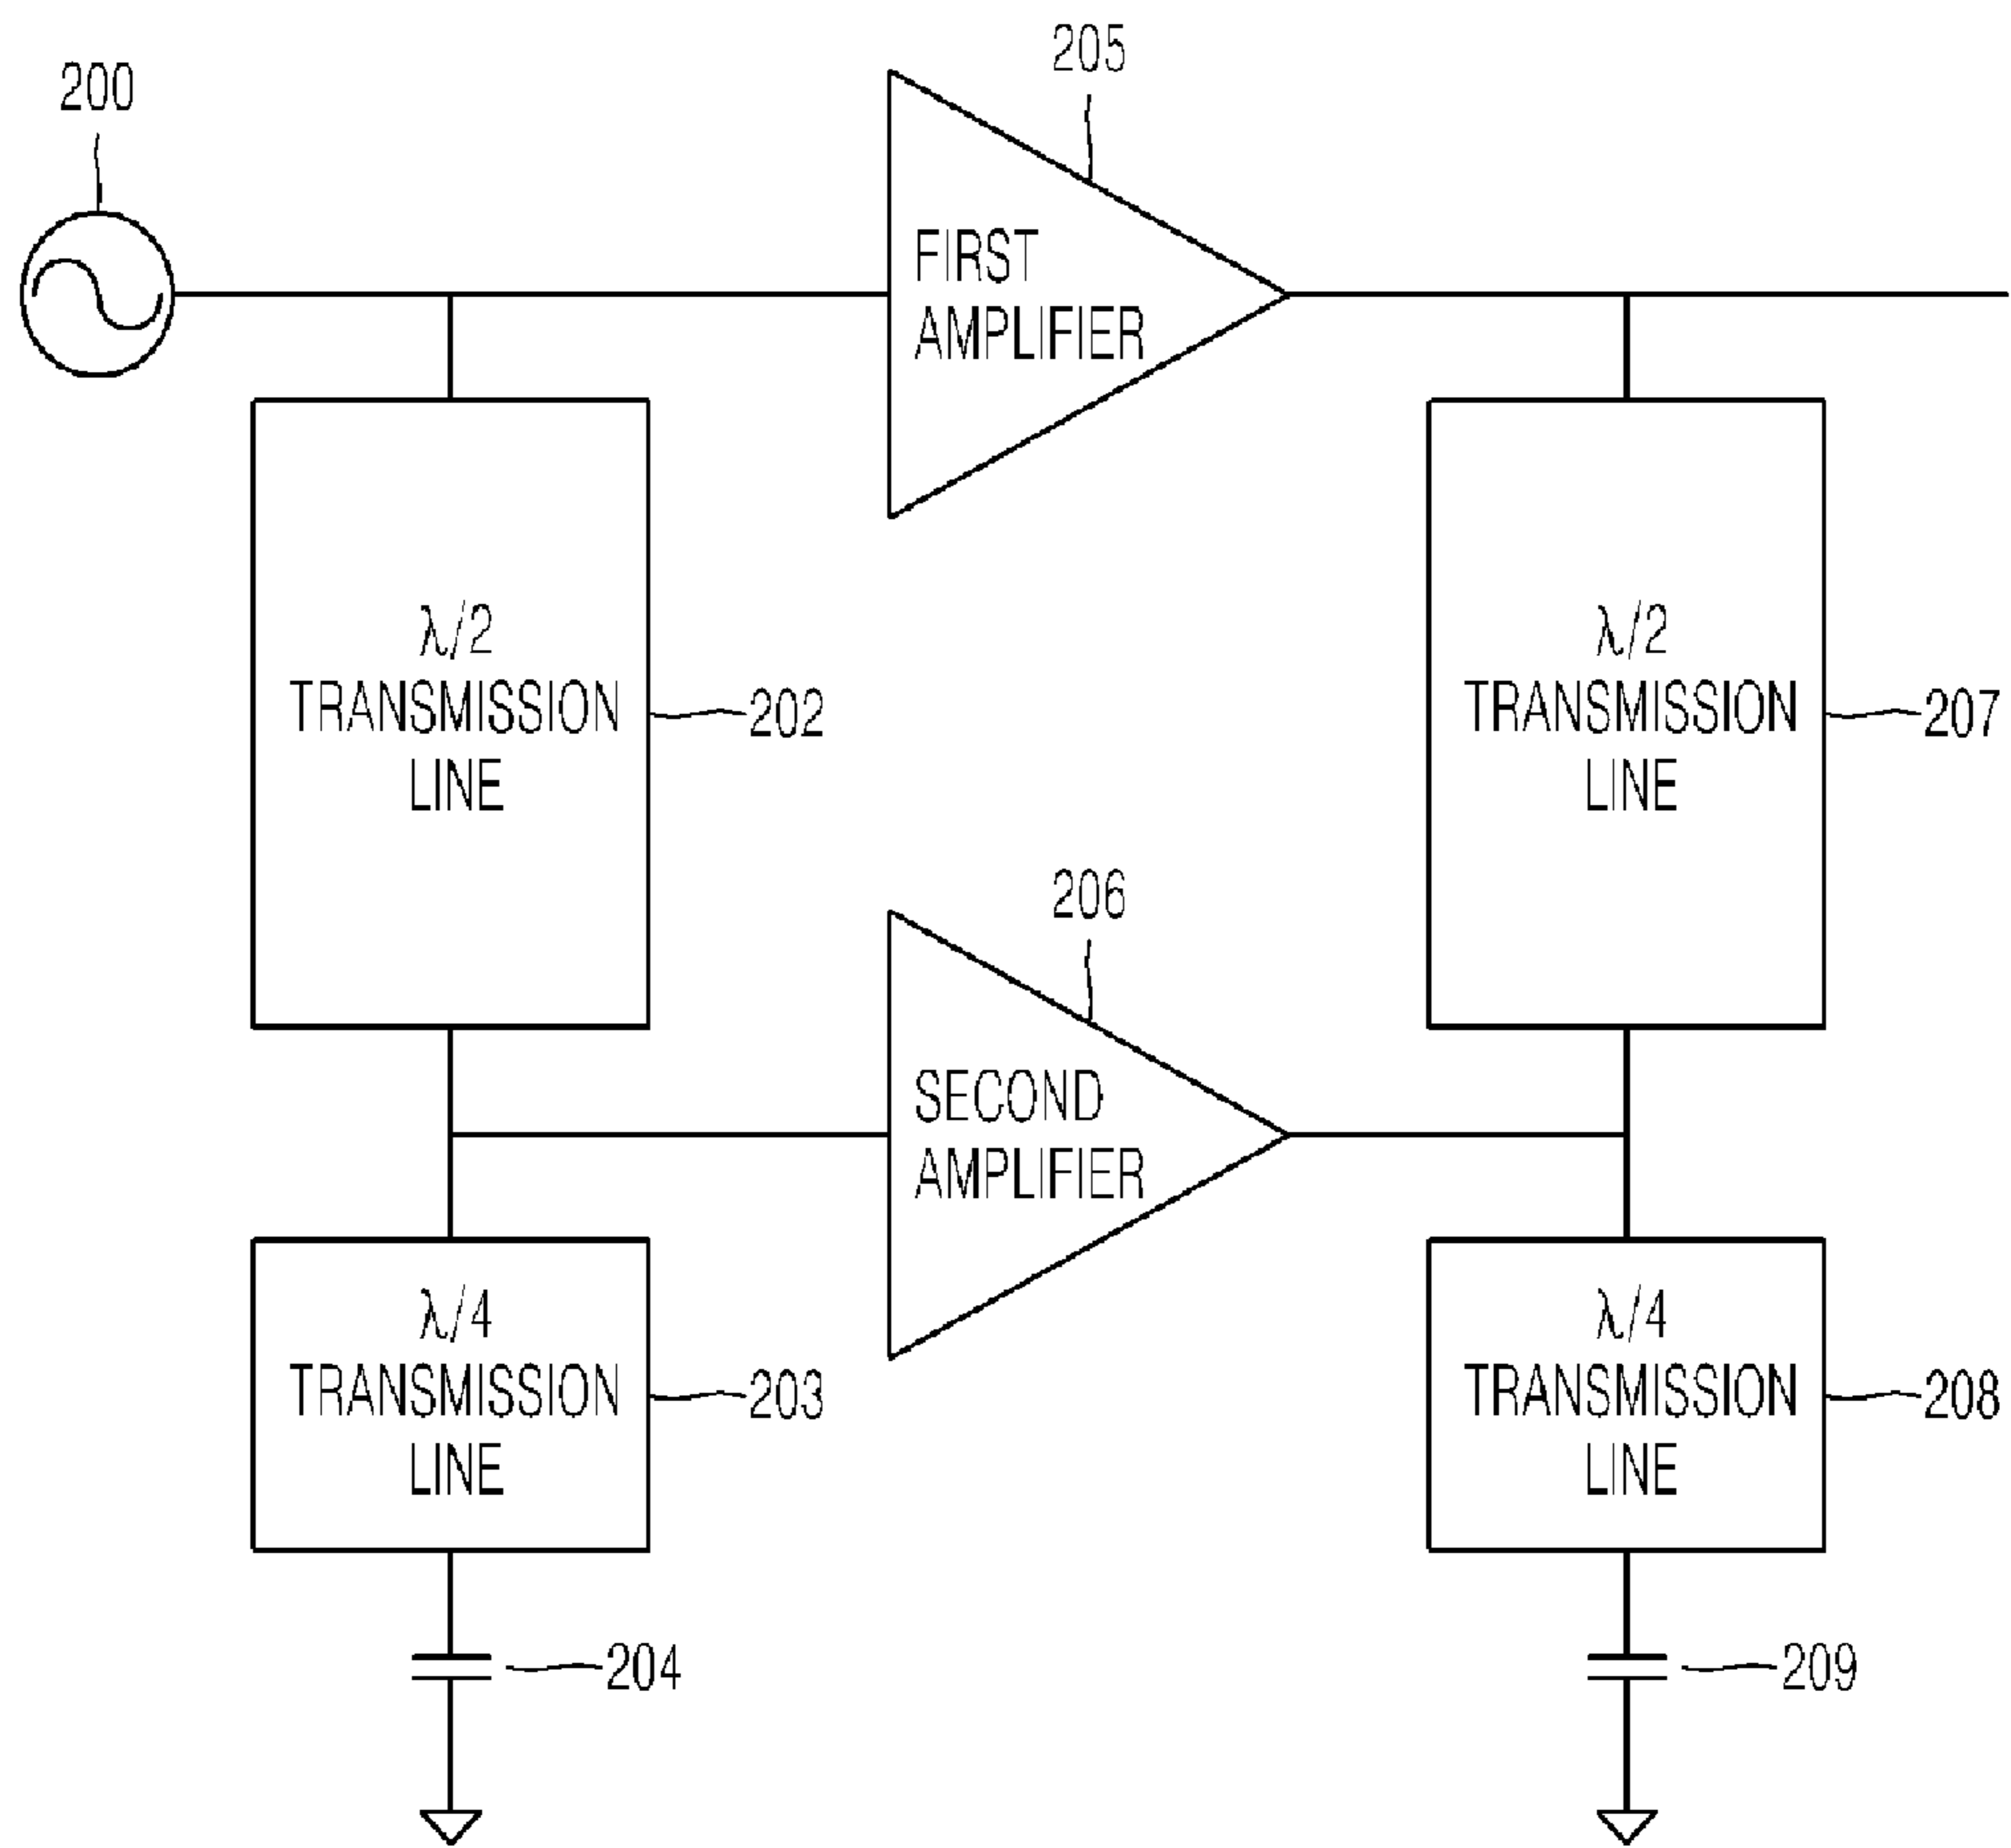 205
200
FIRST
AMPLIFIER
λ/2
TRANSMISSION
LINE
202
λ/2
TRANSMISSION
LINE
207
206
SECOND
AMPLIFIER
λ/4
TRANSMISSION
LINE
203
λ/4
TRANSMISSION
LINE
208
204
209